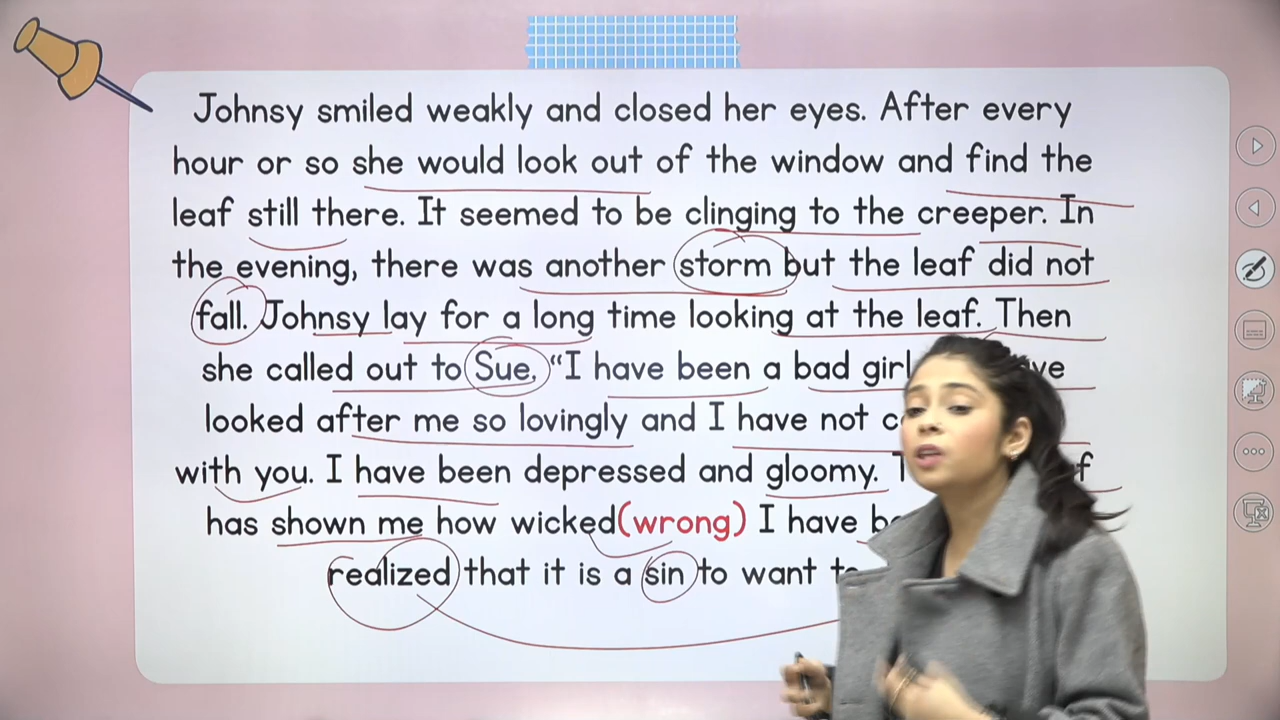 Johnsy smiled weakly and closed her eyes. After every
hour or so she would look out of the window and find the
leaf still there. It seemed to be clinging to the creeper. In
the evening, there was another storm but the leaf did not
fall. Johnsy lay for a long time looking at the leaf. Then
she called out to Sue, “I have been a bad
looked after me so lovingly and I have not
with you. I have been depressed and gloomy.
has shown me how wicked(wrong) I have
realized that it is a sin to want